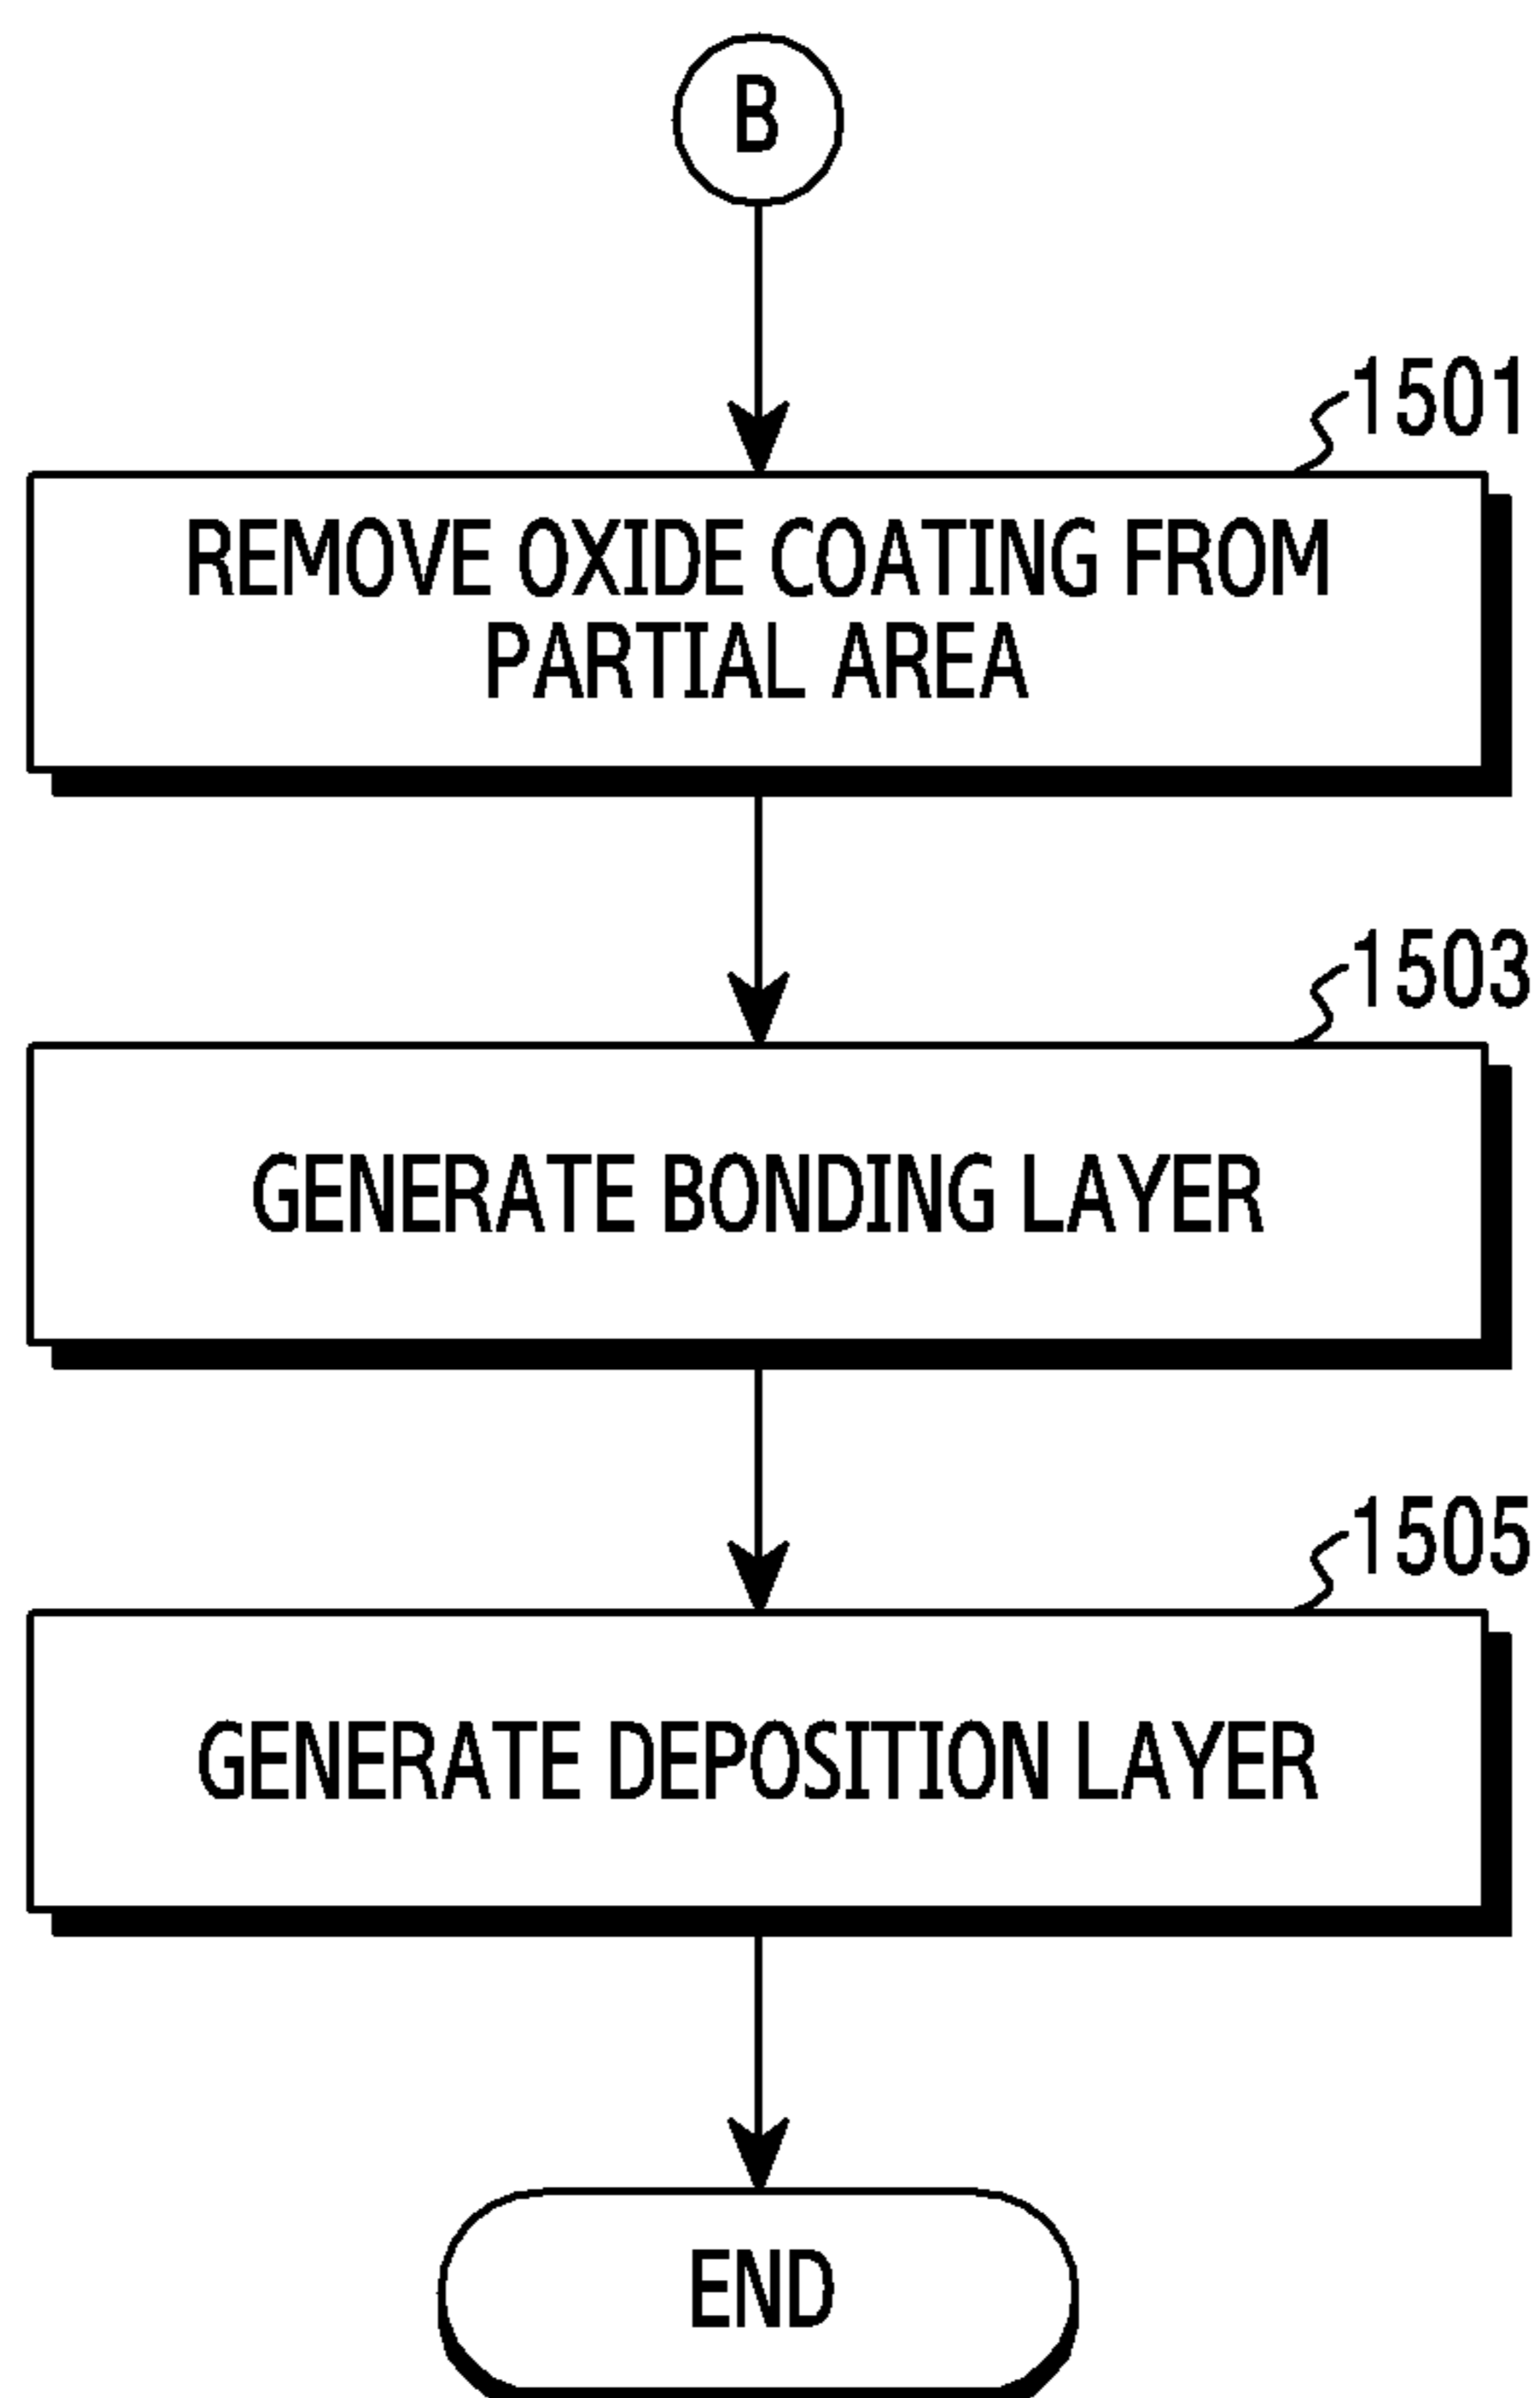 B
1501
REMOVE OXIDE COATING FROM
PARTIAL AREA
1503
GENERATE BONDING LAYER
1505
GENERATE DEPOSITION LAYER
END